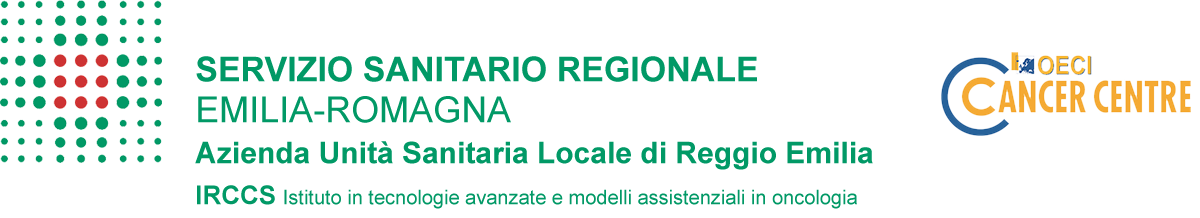 SERVIZIO SANITARIO REGIONALE
EMILIA-ROMAGNA
Azienda Unità Sanitaria Locale di Reggio Emilia
IRCCS Istituto in tecnologie avanzate e modelli assistenziali in oncologia
OECI
CANCER CENTRE